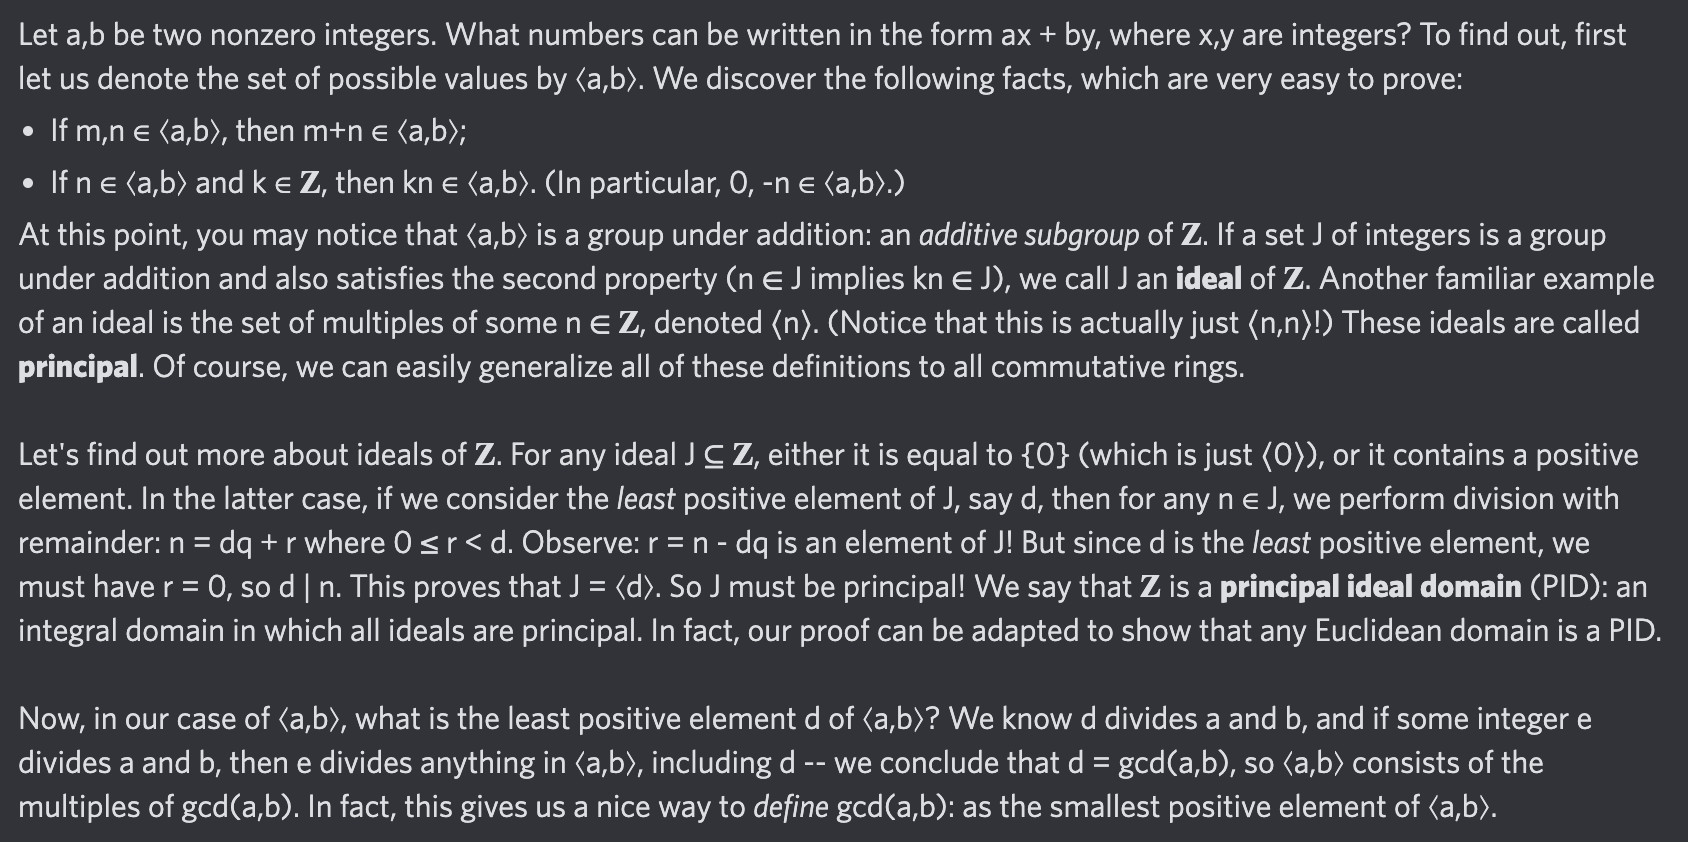 Let a,b be two nonzero integers. What numbers can be written in the form ax + by, where x,y are integers? To find out, first
let us denote the set of possible values by ⟨a,b⟩. We discover the following facts, which are very easy to prove:
• If m,n ∈ ⟨a,b⟩, then m+n ∈ ⟨a,b⟩;
• If n ∈ ⟨a,b⟩ and k ∈ 𝐙, then kn ∈ ⟨a,b⟩. (In particular, 0, -n ∈ ⟨a,b⟩.)
At this point, you may notice that ⟨a,b⟩ is a group under addition: an additive subgroup of 𝐙. If a set J of integers is a group
under addition and also satisfies the second property (n ∈ J implies kn ∈ J), we call J an ideal of 𝐙. Another familiar example
of an ideal is the set of multiples of some n ∈ 𝐙, denoted ⟨n⟩. (Notice that this is actually just ⟨n,n⟩!) These ideals are called
principal. Of course, we can easily generalize all of these definitions to all commutative rings.
Let's find out more about ideals of 𝐙. For any ideal J ⊆ 𝐙, either it is equal to {0} (which is just ⟨0⟩), or it contains a positive
element. In the latter case, if we consider the least positive element of J, say d, then for any n ∈ J, we perform division with
remainder: n = dq + r where 0 ≤ r < d. Observe: r = n - dq is an element of J! But since d is the least positive element, we
must have r = 0, so d | n. This proves that J = ⟨d⟩. So J must be principal! We say that 𝐙 is a principal ideal domain (PID): an
integral domain in which all ideals are principal. In fact, our proof can be adapted to show that any Euclidean domain is a PID.
Now, in our case of ⟨a,b⟩, what is the least positive element d of ⟨a,b⟩? We know d divides a and b, and if some integer e
divides a and b, then e divides anything in ⟨a,b⟩, including d -- we conclude that d = gcd(a,b), so ⟨a,b⟩ consists of the
multiples of gcd(a,b). In fact, this gives us a nice way to define gcd(a,b): as the smallest positive element of ⟨a,b⟩.